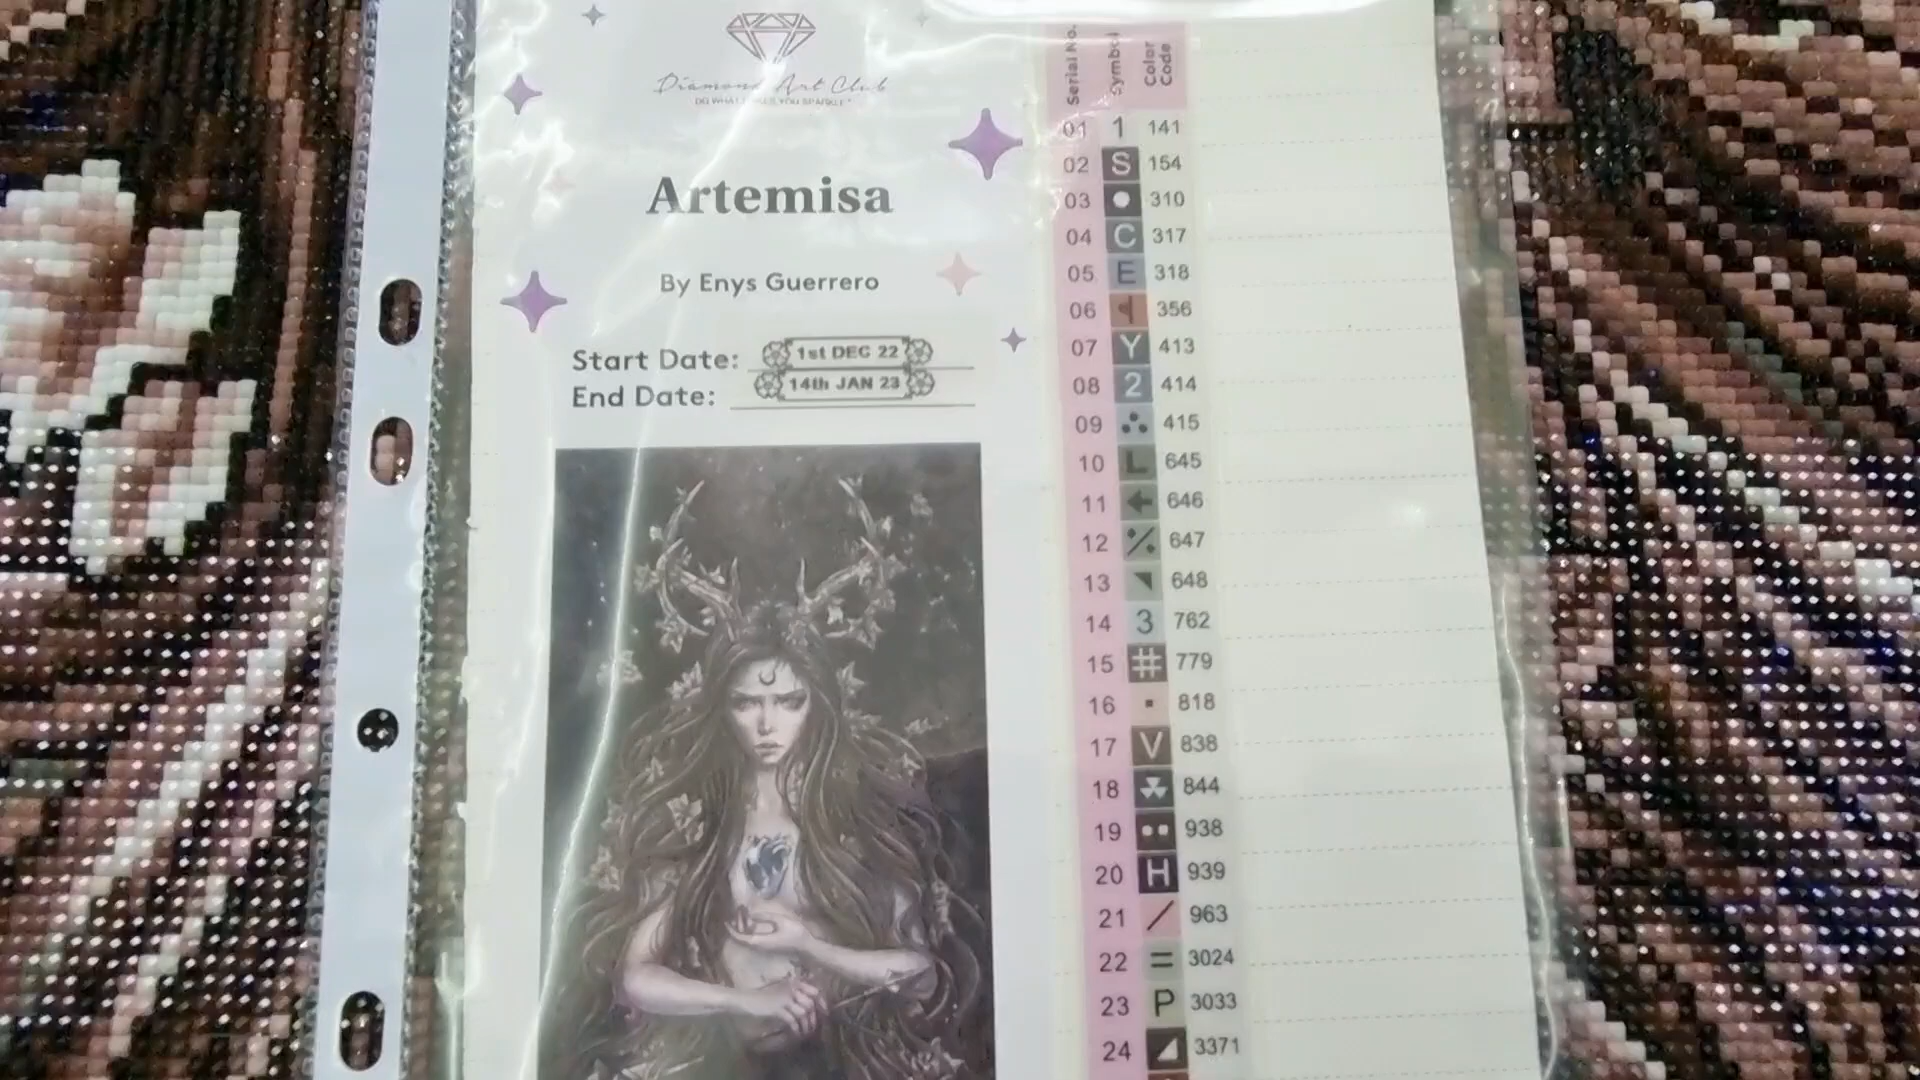 Diamond Art Club
Artemisa
By Enys Guerrero
Start Date: 1st DEC 22
End Date: 14th JAN 23
Serial No. Symbol Color Code
01 1 141
02 S 154
03 ● 310
04 C 317
05 E 318
06 356
07 Y 413
08 2 414
09 415
10 L 645
11 ← 646
12 ⁒ 647
13 ◥ 648
14 3 762
15 # 779
16 ▪ 818
17 V 838
18 844
19 ●● 938
20 H 939
21 / 963
22 = 3024
23 P 3033
24 ◢ 3371